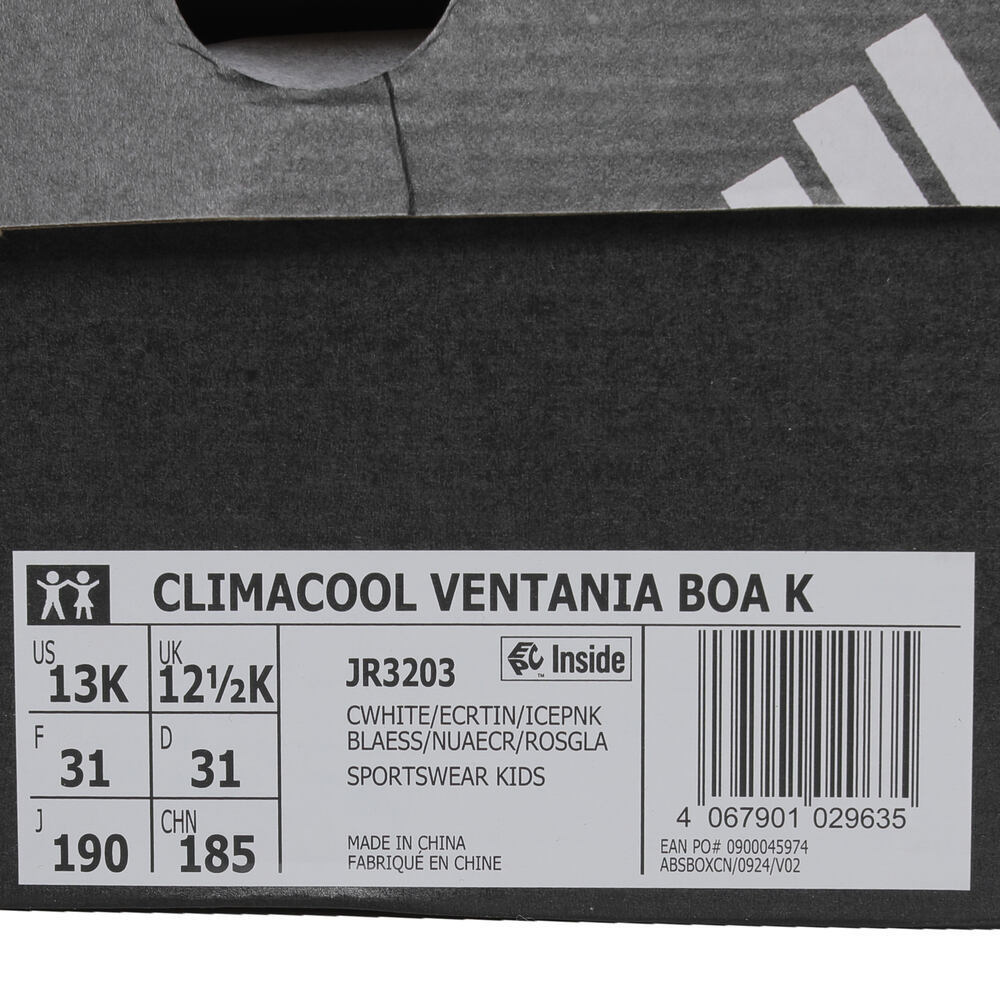 CLIMACOOL VENTANIA BOA K
US 13K
UK 12½K
F 31
D 31
J 190
CHN 185
JR3203
EPC Inside
™
CWHITE/ECRTIN/ICEPNK
BLAESS/NUAECR/ROSGLA
SPORTSWEAR KIDS
MADE IN CHINA
FABRIQUÉ EN CHINE
4 067901 029635
EAN PO# 0900045974
ABSBOXCN/0924/V02